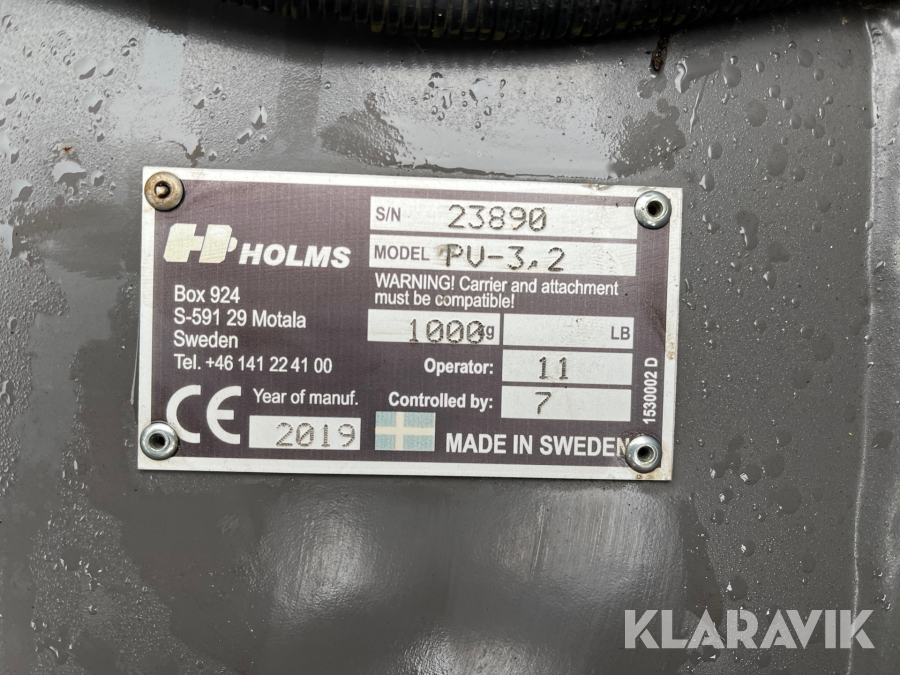 HOLMS
Box 924
S-591 29 Motala
Sweden
Tel. +46 141 22 41 00
CE
Year of manuf.
2019
S/N 23890
MODEL PV-3.2
WARNING! Carrier and attachment
must be compatible!
1000kg LB
Operator: 11
Controlled by: 7
MADE IN SWEDEN
1530002 D
KLARAVIK